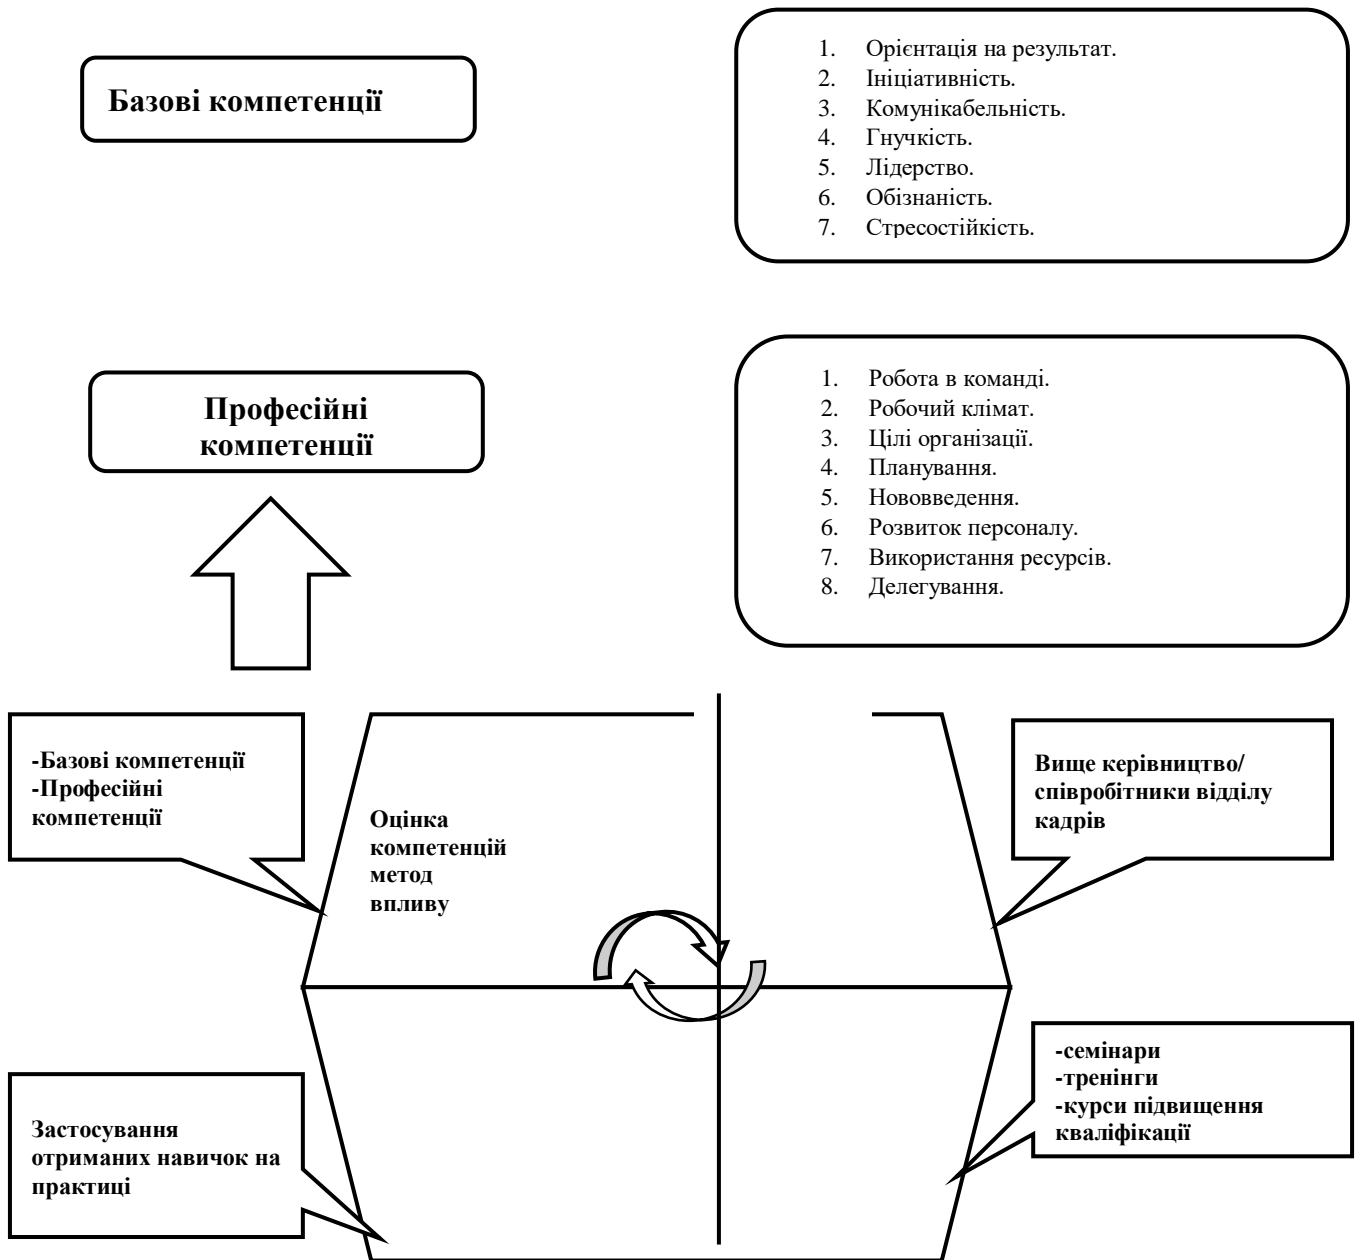 Базові компетенції
1. Орієнтація на результат.
2. Ініціативність.
3. Комунікабельність.
4. Гнучкість.
5. Лідерство.
6. Обізнаність.
7. Стресостійкість.
Професійні
компетенції
1. Робота в команді.
2. Робочий клімат.
3. Цілі організації.
4. Планування.
5. Нововведення.
6. Розвиток персоналу.
7. Використання ресурсів.
8. Делегування.
-Базові компетенції
-Професійні
компетенції
Оцінка
компетенцій
метод
впливу
Вище керівництво/
співробітники відділу
кадрів
Застосування
отриманих навичок на
практиці
-семінари
-тренінги
-курси підвищення
кваліфікації